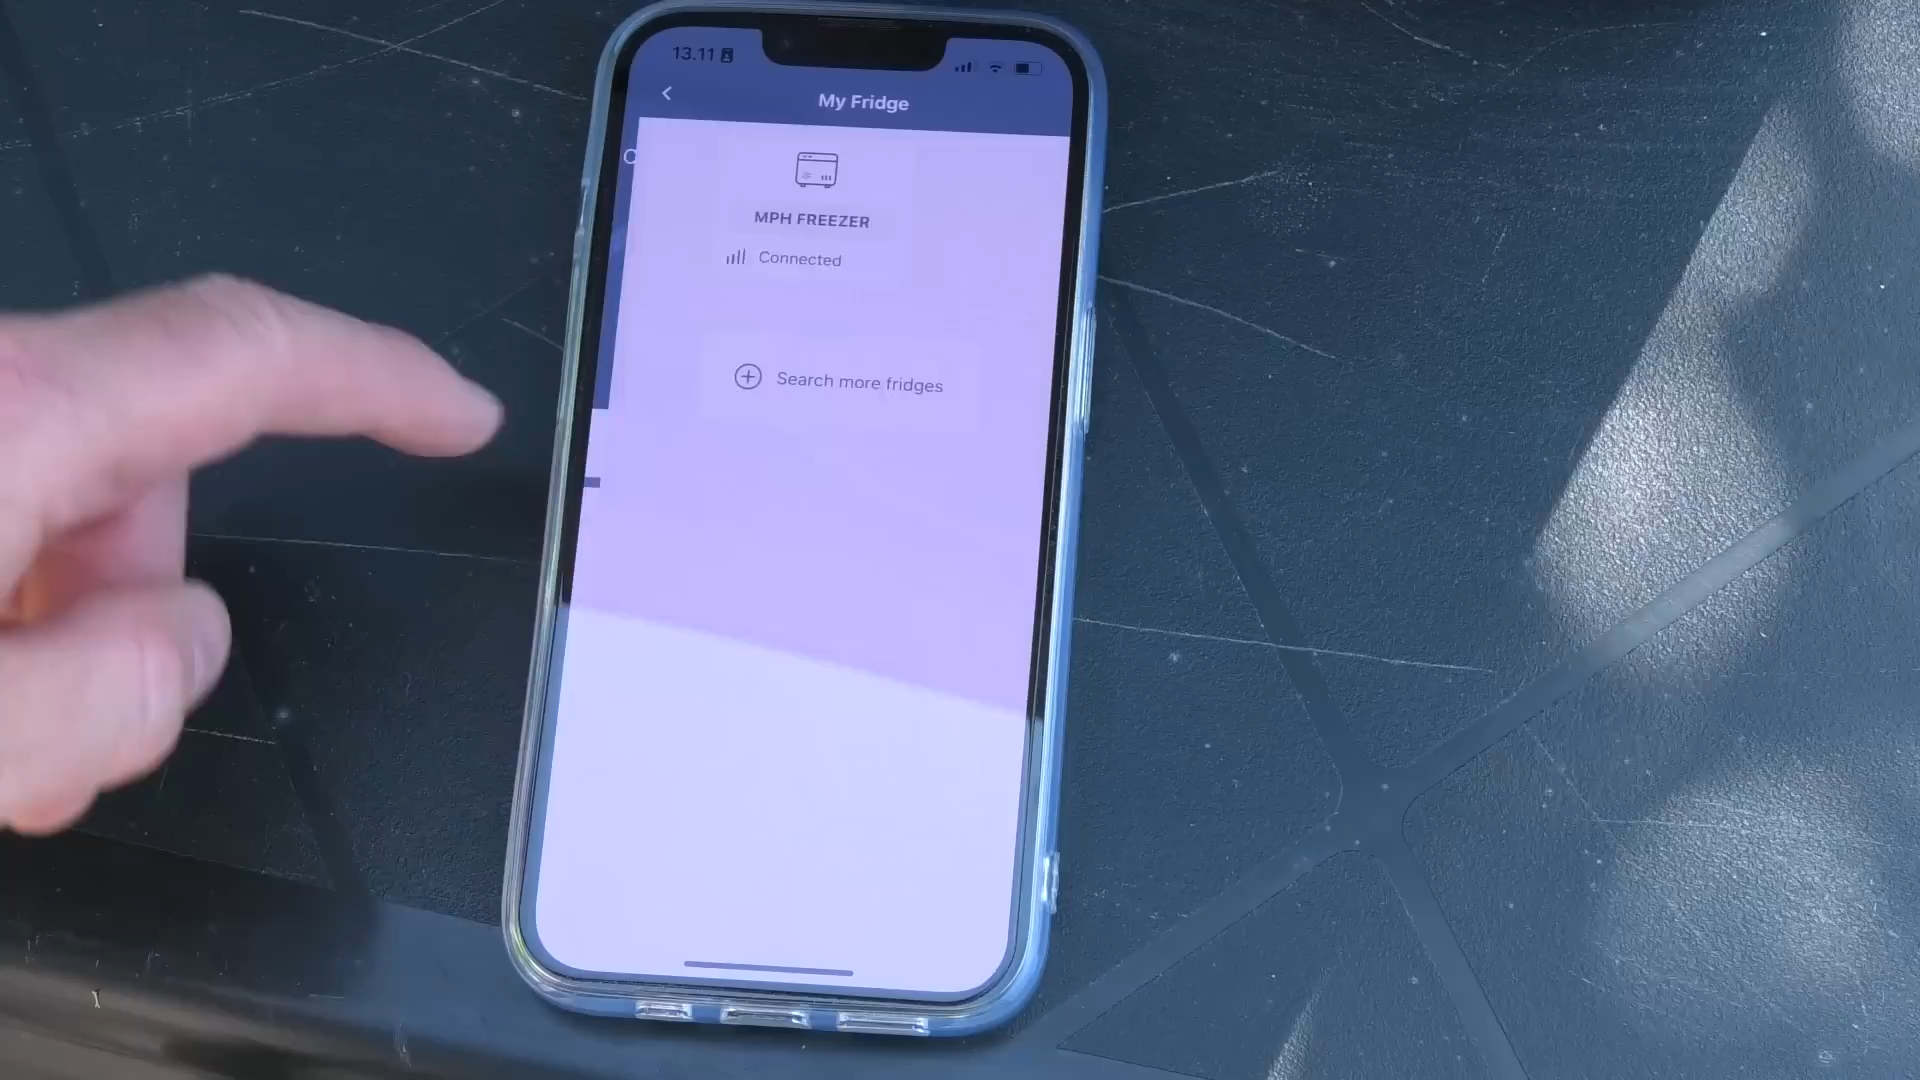 13.11
My Fridge
MPH FREEZER
Connected
Search more fridges